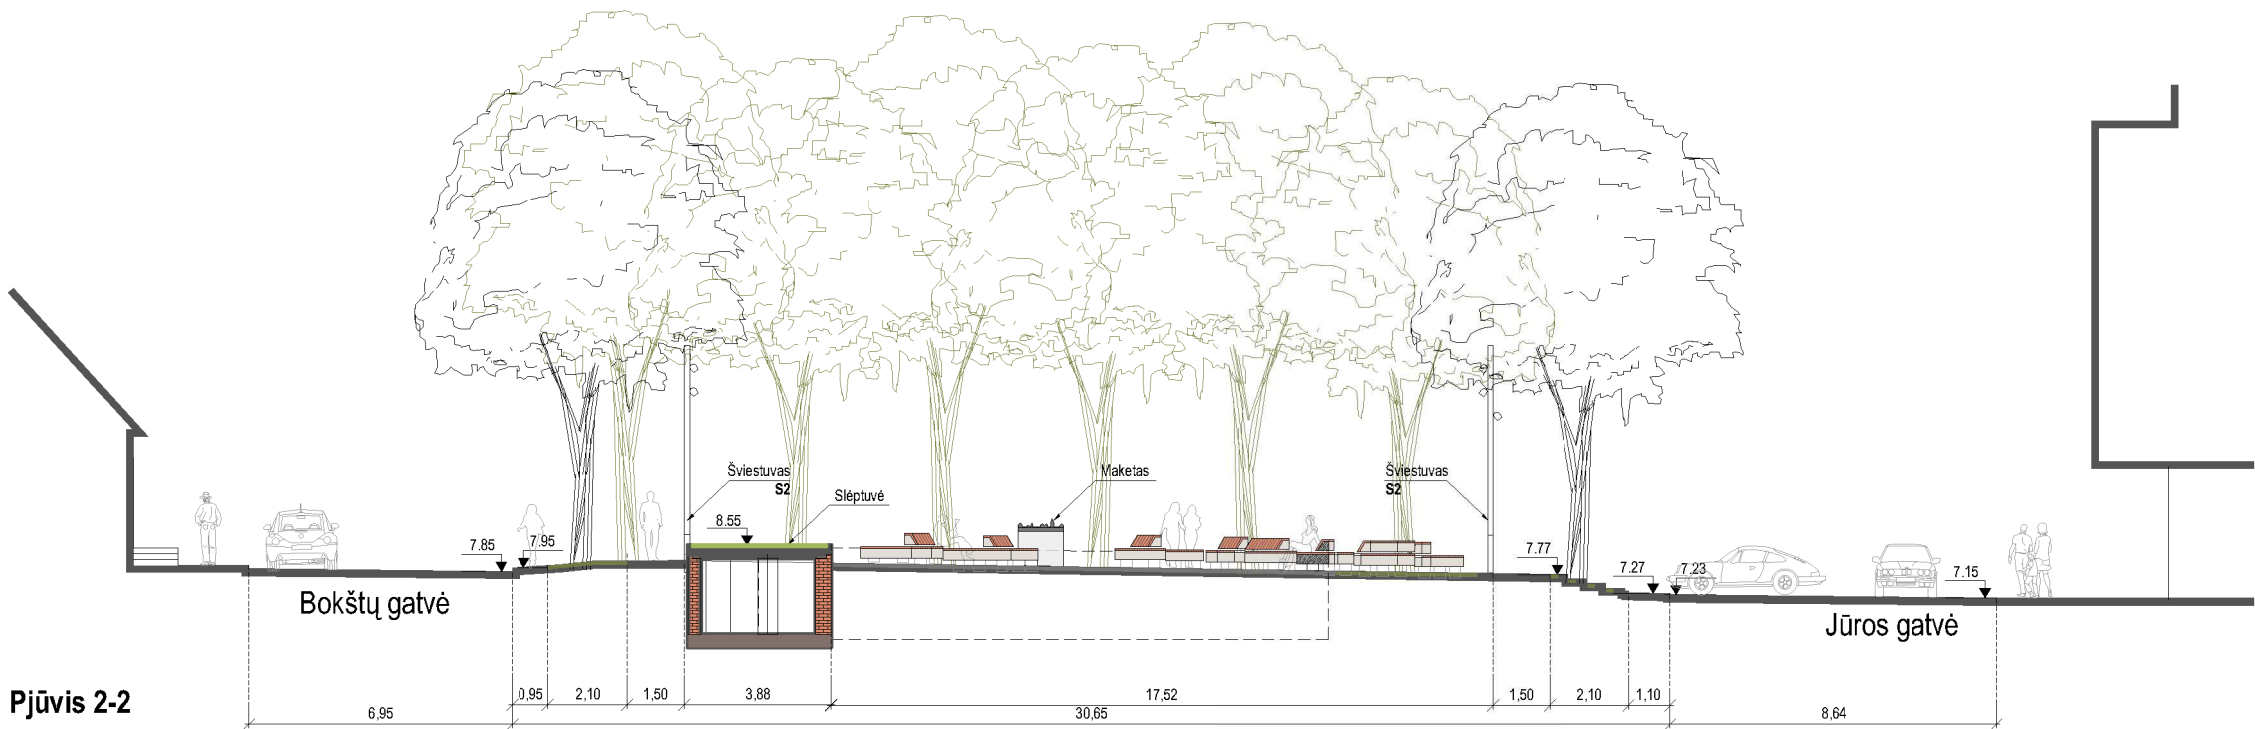 Šviestuvas
S2
Slėptuvė
Maketas
Šviestuvas
S2
8.55
7.85
7.95
7.77
7.27
7.23
7.15
Bokštų gatvė
Jūros gatvė
Pjūvis 2-2
0,95
2,10
1,50
3,88
17,52
1,50
2,10
1,10
6,95
30,65
8,64